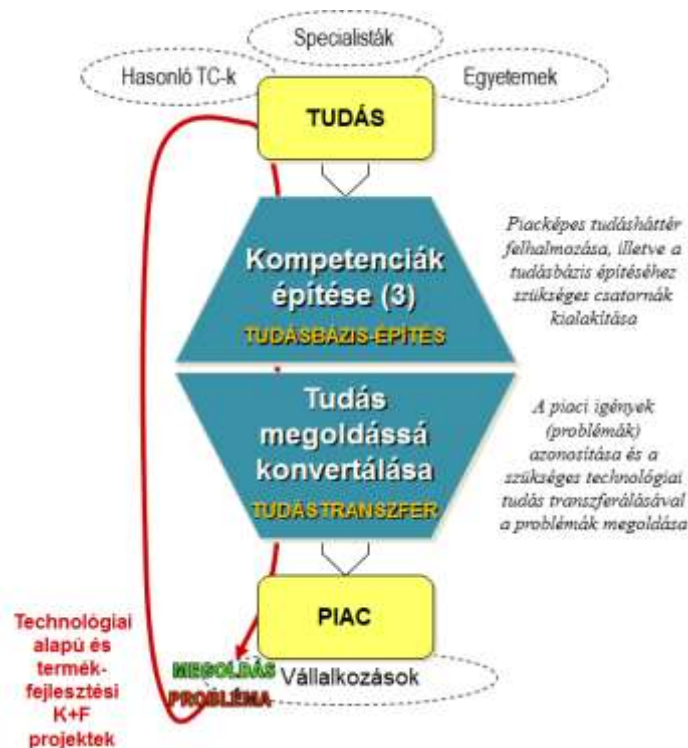 Specialisták
Hasonló TC-k
Egyetemek
TUDÁS
Kompetenciák
építése (3)
TUDÁSBÁZIS-ÉPÍTÉS
Piacképes tudásháttér
felhalmozása, illetve a
tudásbázis építéséhez
szükséges csatornák
kialakítása
Tudás
megoldássá
konvertálása
TUDÁSTRANSZFER
A piaci igények
(problémák)
azonosítása és a
szükséges technológiai
tudás transzferálásával
a problémák megoldása
PIAC
MEGOLDÁS
PROBLÉMA
Vállalkozások
Technológiai
alapú és
termék-
fejlesztési
K+F
projektek